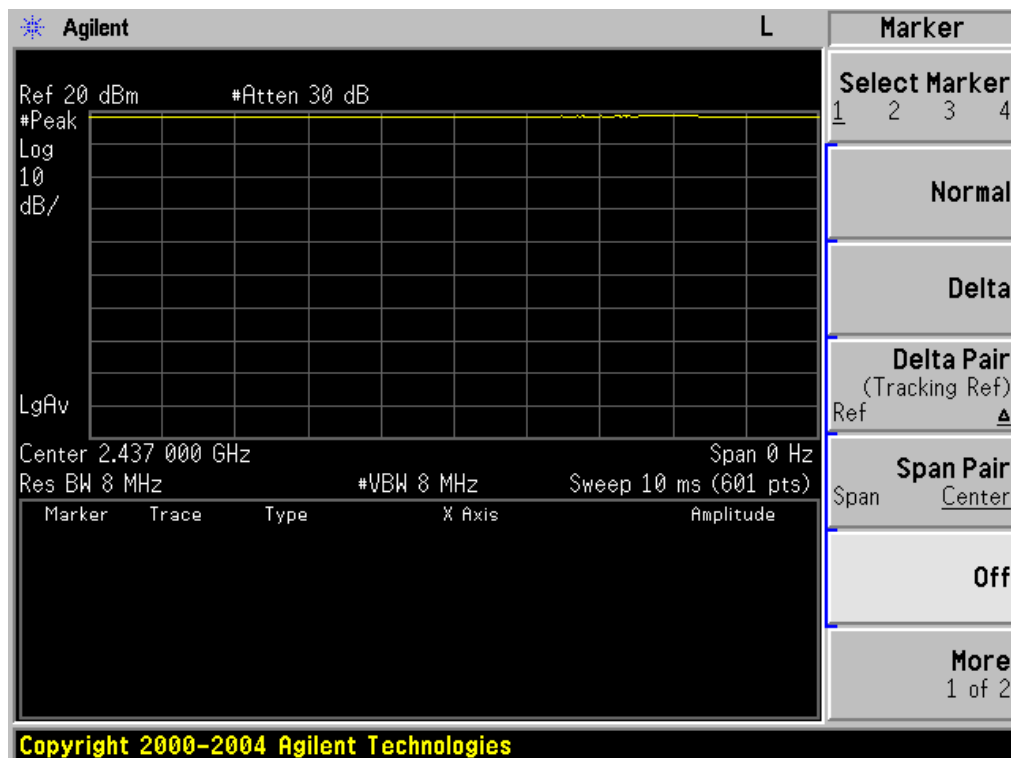 Agilent L
Ref 20 dBm #Atten 30 dB
#Peak
Log
10
dB/
LgAv
Center 2.437 000 GHz Span 0 Hz
Res BW 8 MHz #VBW 8 MHz Sweep 10 ms (601 pts)
Marker Trace Type X Axis Amplitude
Marker
Select Marker
1 2 3 4
Normal
Delta
Delta Pair
(Tracking Ref)
Ref Δ
Span Pair
Span Center
Off
More
1 of 2
Copyright 2000-2004 Agilent Technologies